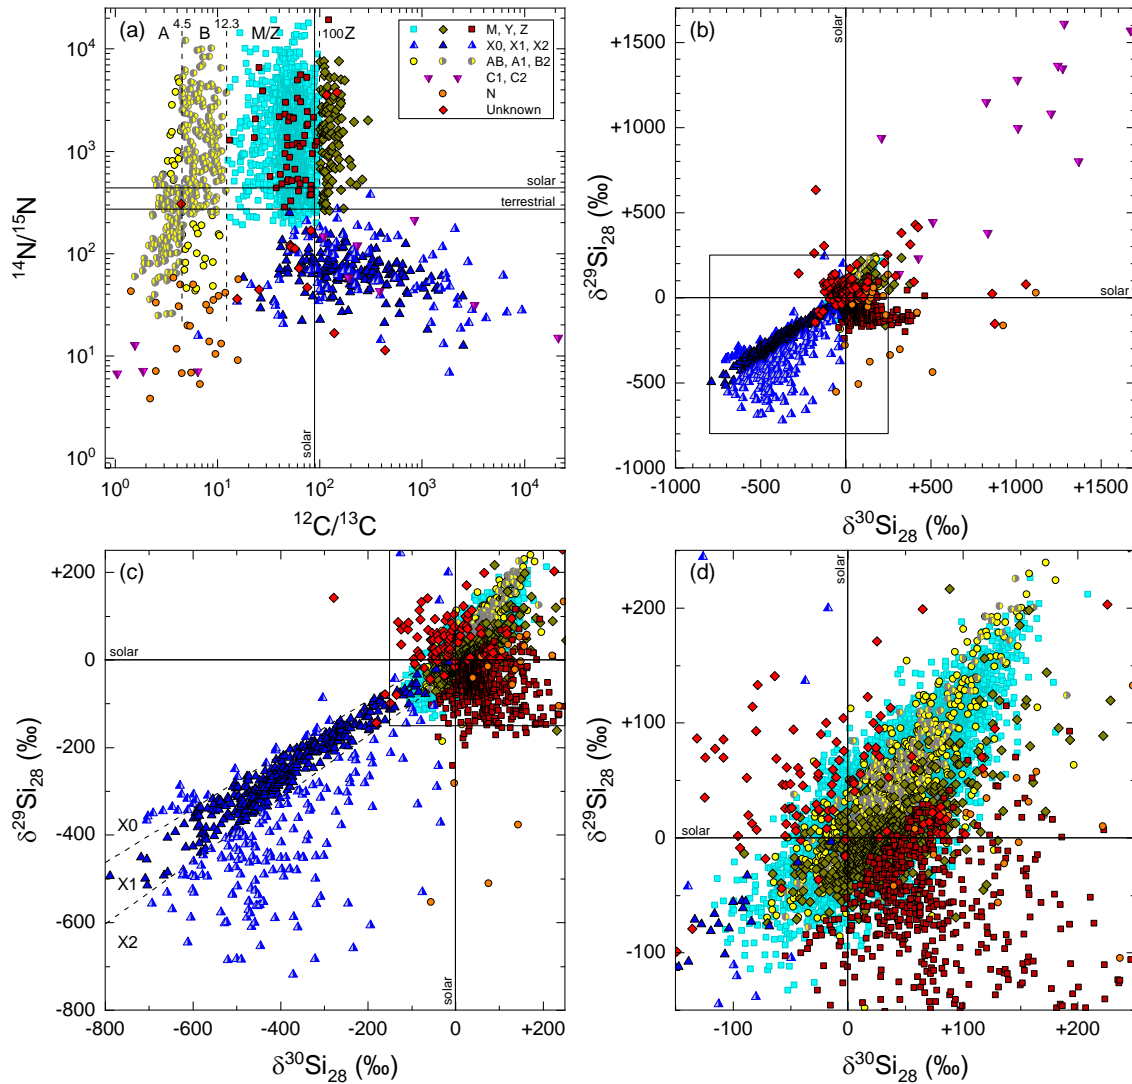 (a) A 4.5 B 12.3 M/Z 100 Z
M, Y, Z
X0, X1, X2
AB, A1, B2
C1, C2
N
Unknown
solar
terrestrial
solar
10⁴
10³
10²
10¹
10⁰
¹⁴N/¹⁵N
10⁰ 10¹ 10² 10³ 10⁴
¹²C/¹³C
(b)
solar
solar
+1500
+1000
+500
0
-500
-1000
δ²⁹Si₂₈ (‰)
-1000 -500 0 +500 +1000 +1500
δ³⁰Si₂₈ (‰)
(c)
solar
X0
X1
X2
solar
+200
0
-200
-400
-600
-800
δ²⁹Si₂₈ (‰)
-800 -600 -400 -200 0 +200
δ³⁰Si₂₈ (‰)
(d)
solar
solar
+200
+100
0
-100
δ²⁹Si₂₈ (‰)
-100 0 +100 +200
δ³⁰Si₂₈ (‰)